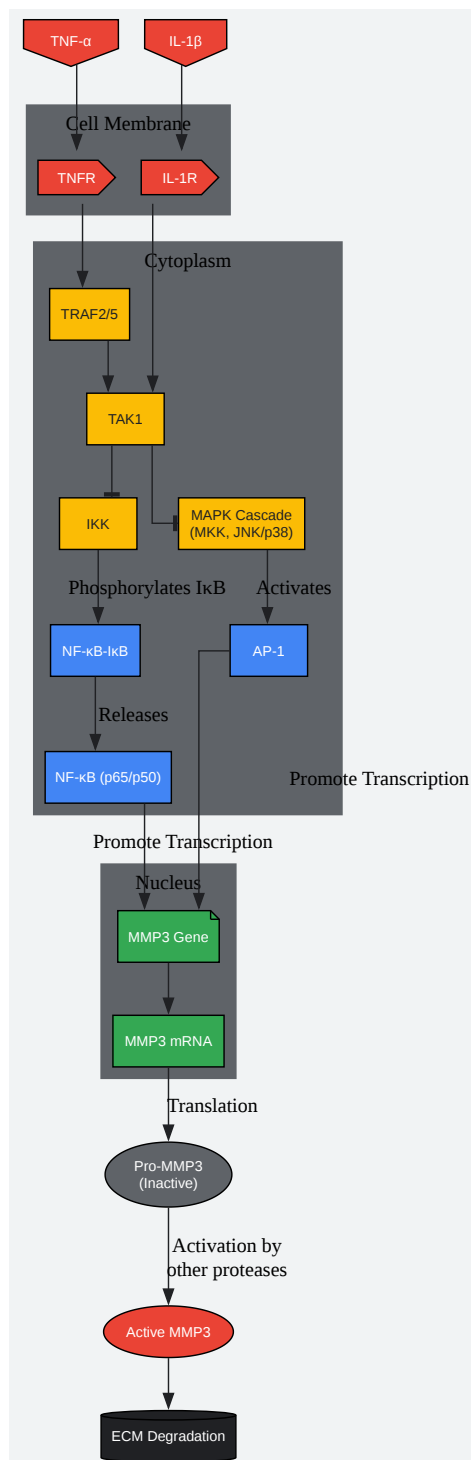 TNF-α
IL-1β
Cell Membrane
TNFR
IL-1R
Cytoplasm
TRAF2/5
TAK1
IKK
MAPK Cascade
(MKK, JNK/p38)
Phosphorylates IκB
Activates
NF-κB-IκB
AP-1
Releases
NF-κB (p65/p50)
Promote Transcription
Promote Transcription
Nucleus
MMP3 Gene
MMP3 mRNA
Translation
Pro-MMP3
(Inactive)
Activation by
other proteases
Active MMP3
ECM Degradation